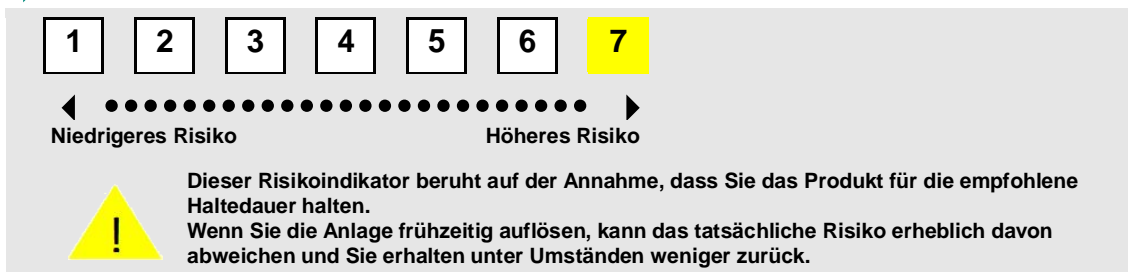 1 2 3 4 5 6 7
Niedrigeres Risiko Höheres Risiko
Dieser Risikoindikator beruht auf der Annahme, dass Sie das Produkt für die empfohlene
Haltedauer halten.
Wenn Sie die Anlage frühzeitig auflösen, kann das tatsächliche Risiko erheblich davon
abweichen und Sie erhalten unter Umständen weniger zurück.
!